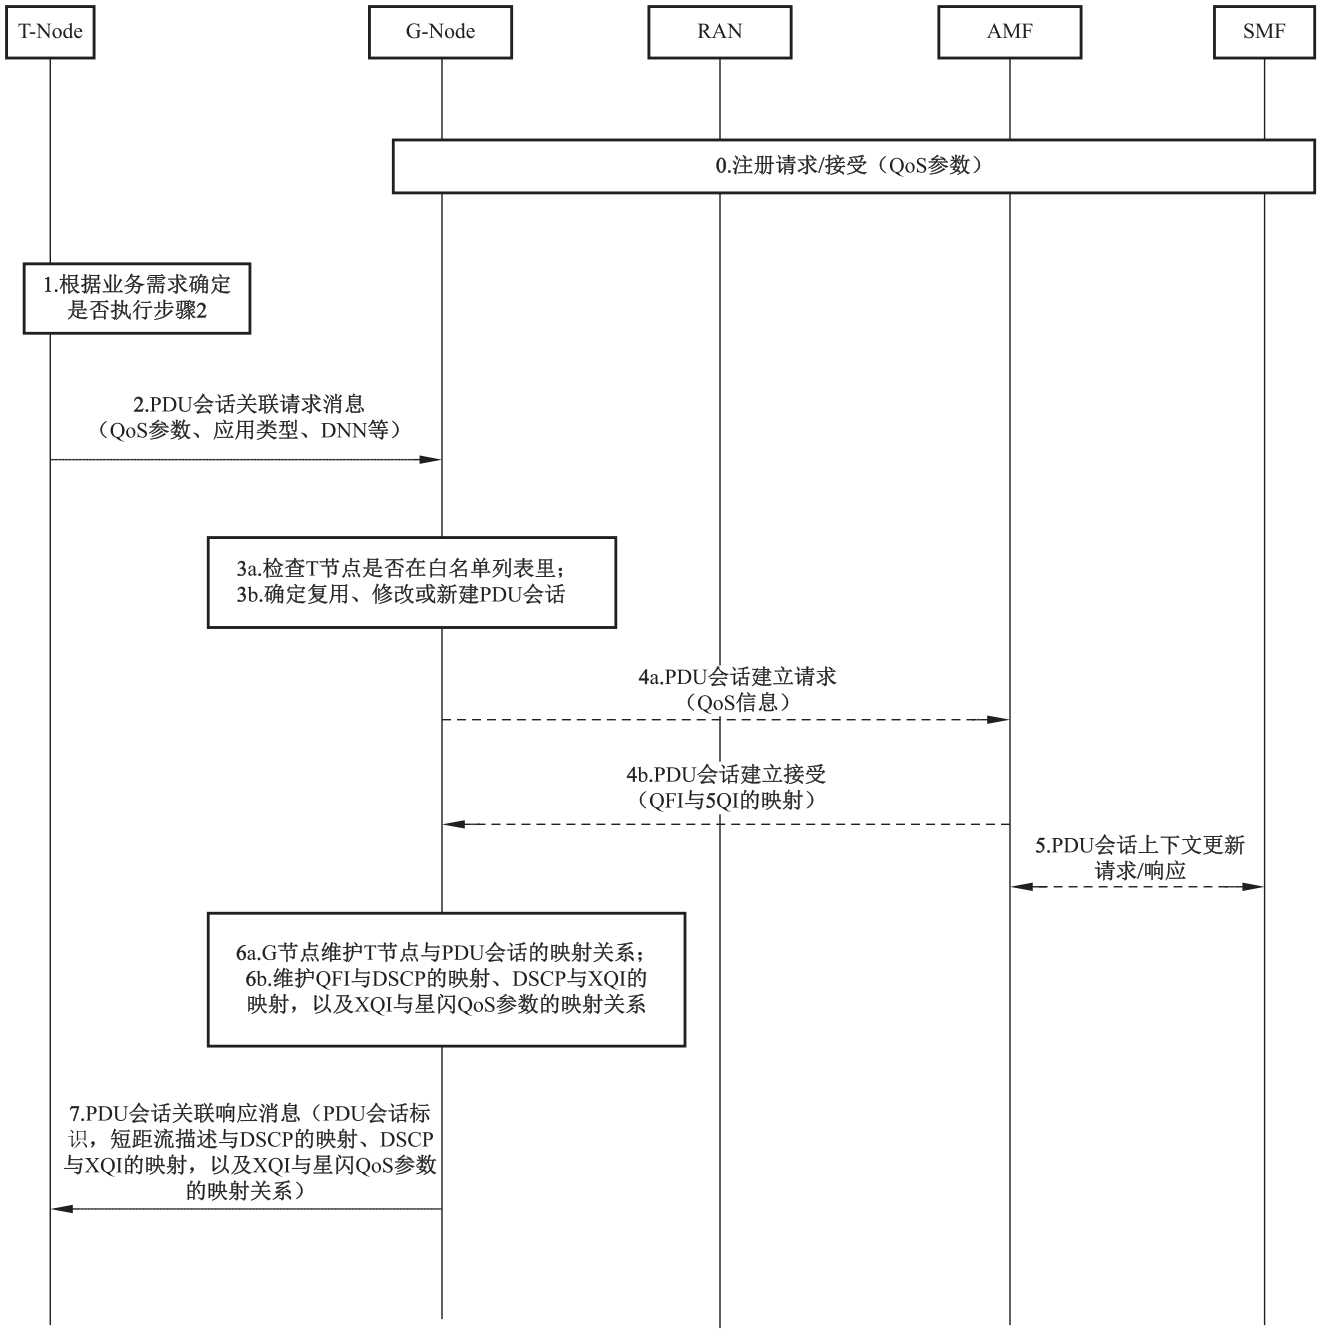 T-Node
G-Node
RAN
AMF
SMF
0.注册请求/接受（QoS参数）
1.根据业务需求确定
是否执行步骤2
2.PDU会话关联请求消息
（QoS参数、应用类型、DNN等）
3a.检查T节点是否在白名单列表里；
3b.确定复用、修改或新建PDU会话
4a.PDU会话建立请求
（QoS信息）
4b.PDU会话建立接受
（QFI与5QI的映射）
5.PDU会话上下文更新
请求/响应
6a.G节点维护T节点与PDU会话的映射关系；
6b.维护QFI与DSCP的映射、DSCP与XQI的
映射，以及XQI与星闪QoS参数的映射关系
7.PDU会话关联响应消息（PDU会话标
识，短距流描述与DSCP的映射、DSCP
与XQI的映射，以及XQI与星闪QoS参数
的映射关系）